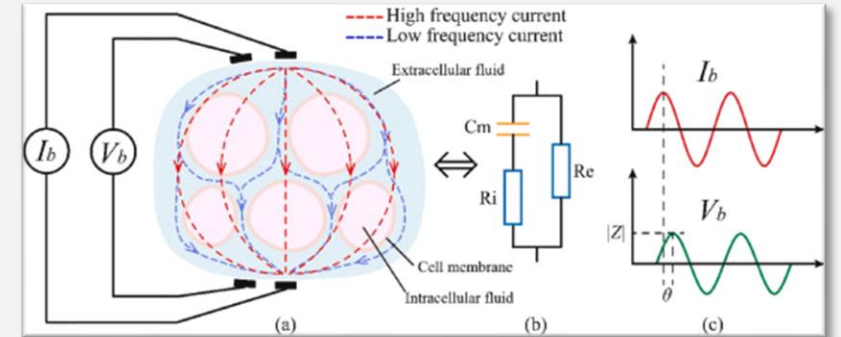 High frequency current
Low frequency current
Extracellular fluid
Ib
Vb
Cm
Ri
Re
Cell membrane
Intracellular fluid
Ib
Vb
|Z|
θ
(a)
(b)
(c)